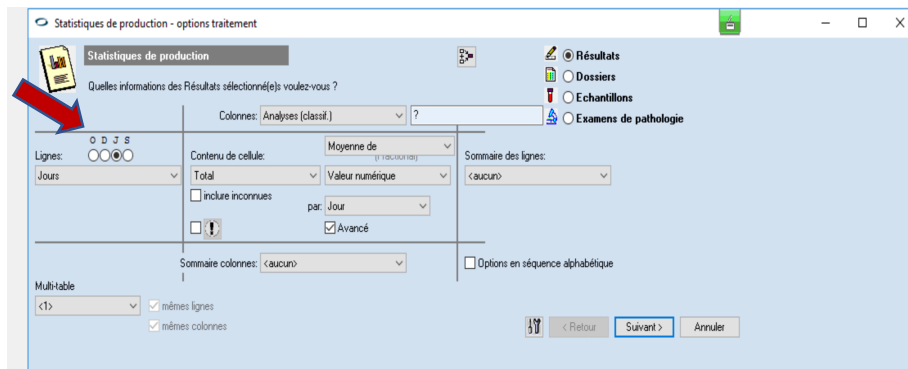 Statistiques de production - options traitement
Statistiques de production
Quelles informations des Résultats sélectionné(e)s voulez-vous ?
Résultats
Dossiers
Echantillons
Examens de pathologie
Colonnes: Analyses (classif.) ?
O D J S
Lignes:
Jours
Contenu de cellule:
Moyenne de
(Fractional)
Total
Valeur numérique
inclure inconnues
par: Jour
Avancé
Sommaire des lignes:
<aucun>
Sommaire colonnes: <aucun>
Options en séquence alphabétique
Multi-table
<1>
mêmes lignes
mêmes colonnes
< Retour
Suivant >
Annuler